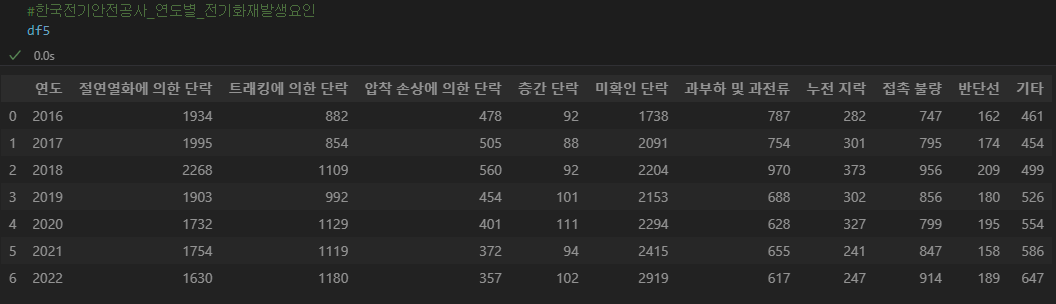 #한국전기안전공사_연도별_전기화재발생요인
df5
0.0s
연도 절연열화에 의한 단락 트래킹에 의한 단락 압착 손상에 의한 단락 층간 단락 미확인 단락 과부하 및 과전류 누전 지락 접촉 불량 반단선 기타
0 2016 1934 882 478 92 1738 787 282 747 162 461
1 2017 1995 854 505 88 2091 754 301 795 174 454
2 2018 2268 1109 560 92 2204 970 373 956 209 499
3 2019 1903 992 454 101 2153 688 302 856 180 526
4 2020 1732 1129 401 111 2294 628 327 799 195 554
5 2021 1754 1119 372 94 2415 655 241 847 158 586
6 2022 1630 1180 357 102 2919 617 247 914 189 647